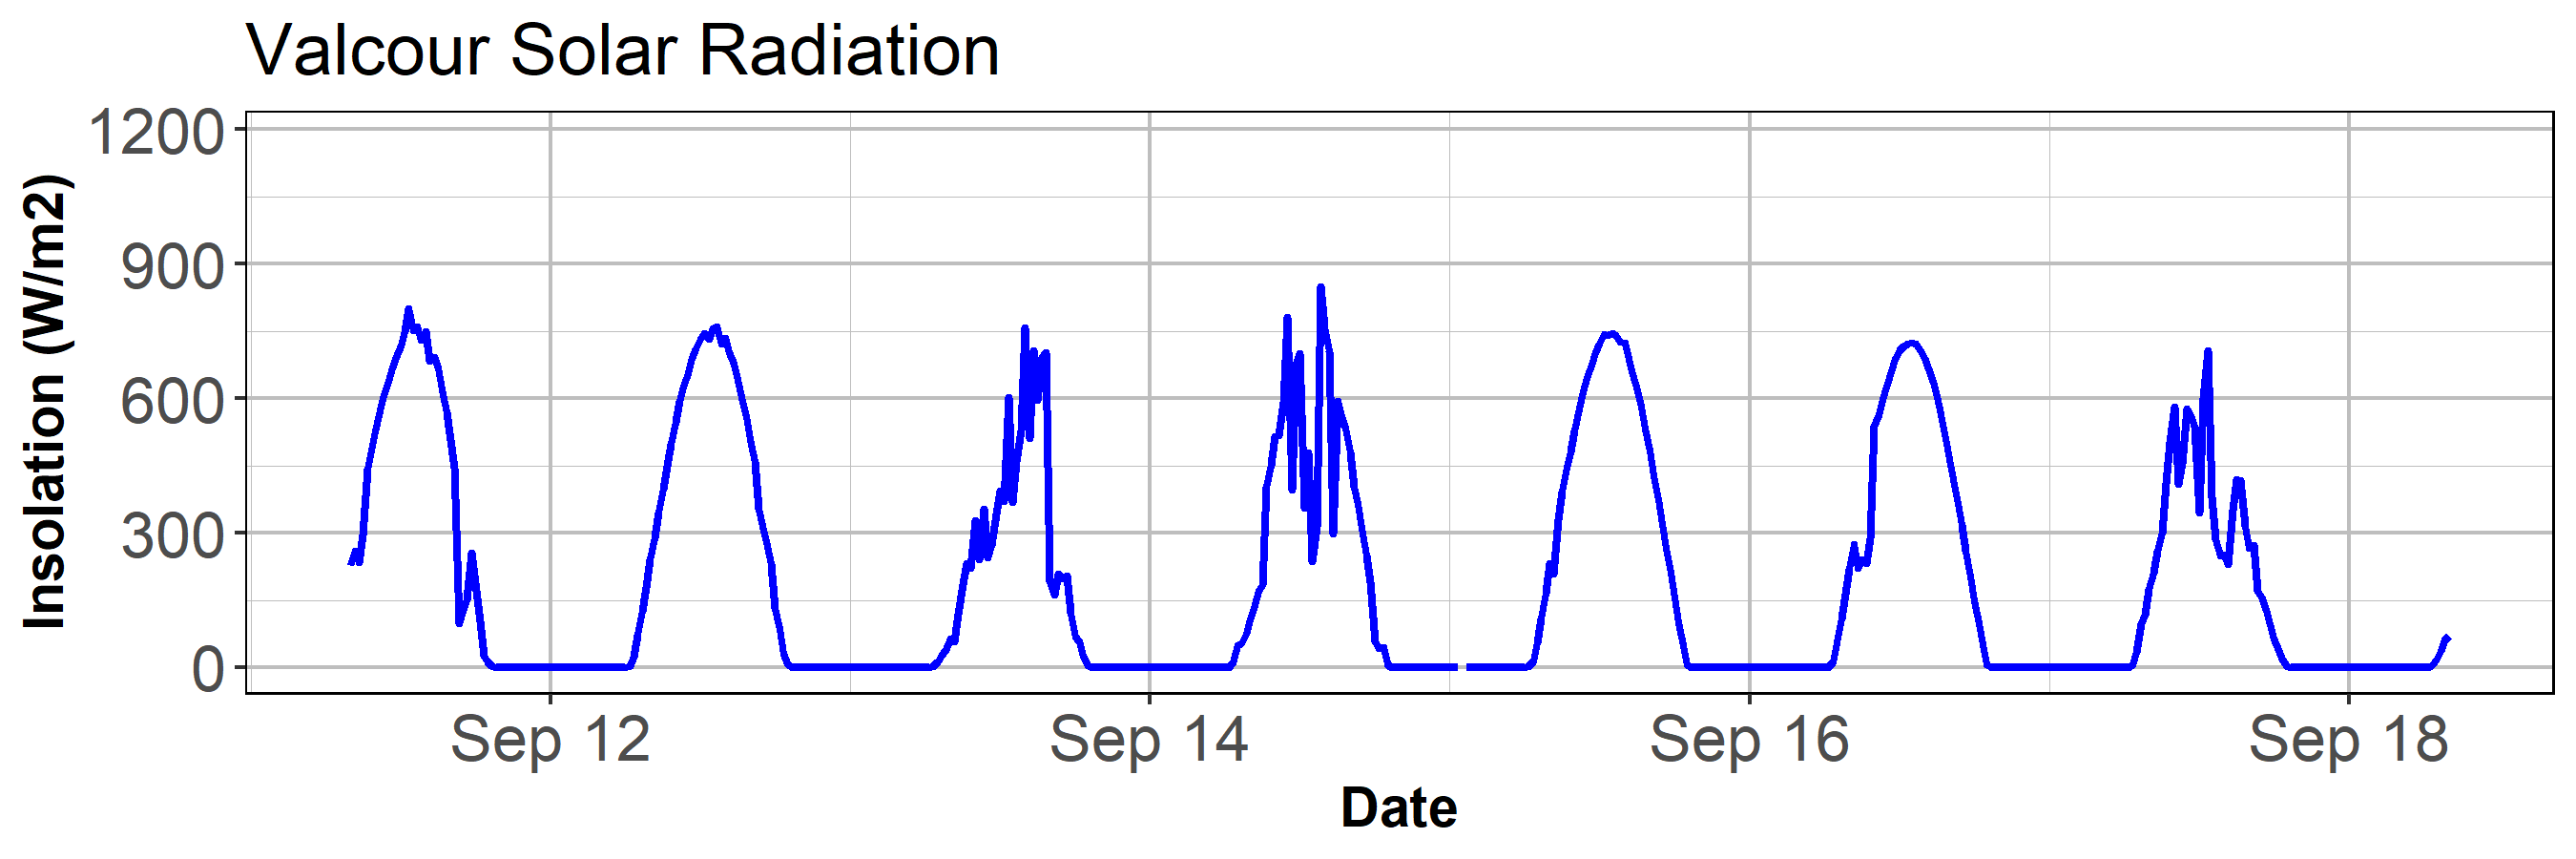 Valcour Solar Radiation
1200
900
600
300
0
Insolation (W/m2)
Sep 12
Sep 14
Sep 16
Sep 18
Date